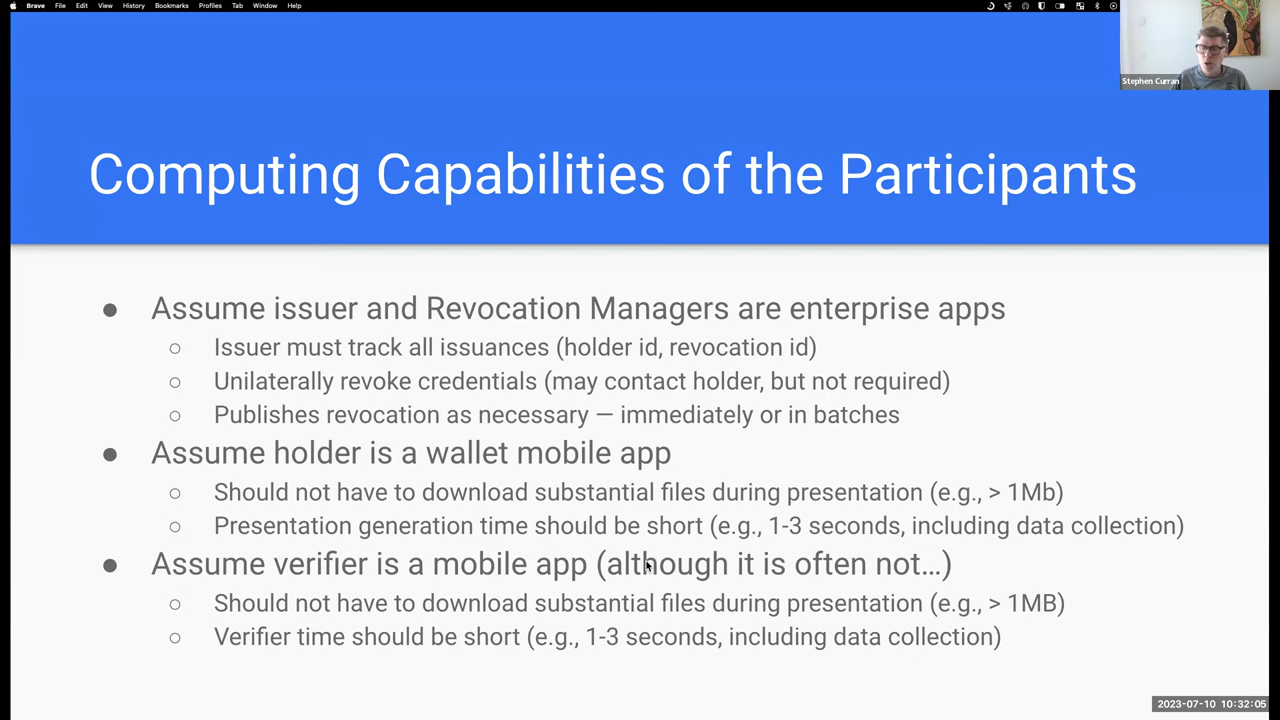 Brave File Edit View History Bookmarks Profiles Tab Window Help
Stephen Curran
Computing Capabilities of the Participants
● Assume issuer and Revocation Managers are enterprise apps
○ Issuer must track all issuances (holder id, revocation id)
○ Unilaterally revoke credentials (may contact holder, but not required)
○ Publishes revocation as necessary — immediately or in batches
● Assume holder is a wallet mobile app
○ Should not have to download substantial files during presentation (e.g., > 1Mb)
○ Presentation generation time should be short (e.g., 1-3 seconds, including data collection)
● Assume verifier is a mobile app (although it is often not…)
○ Should not have to download substantial files during presentation (e.g., > 1MB)
○ Verifier time should be short (e.g., 1-3 seconds, including data collection)
2023-07-10 10:32:05